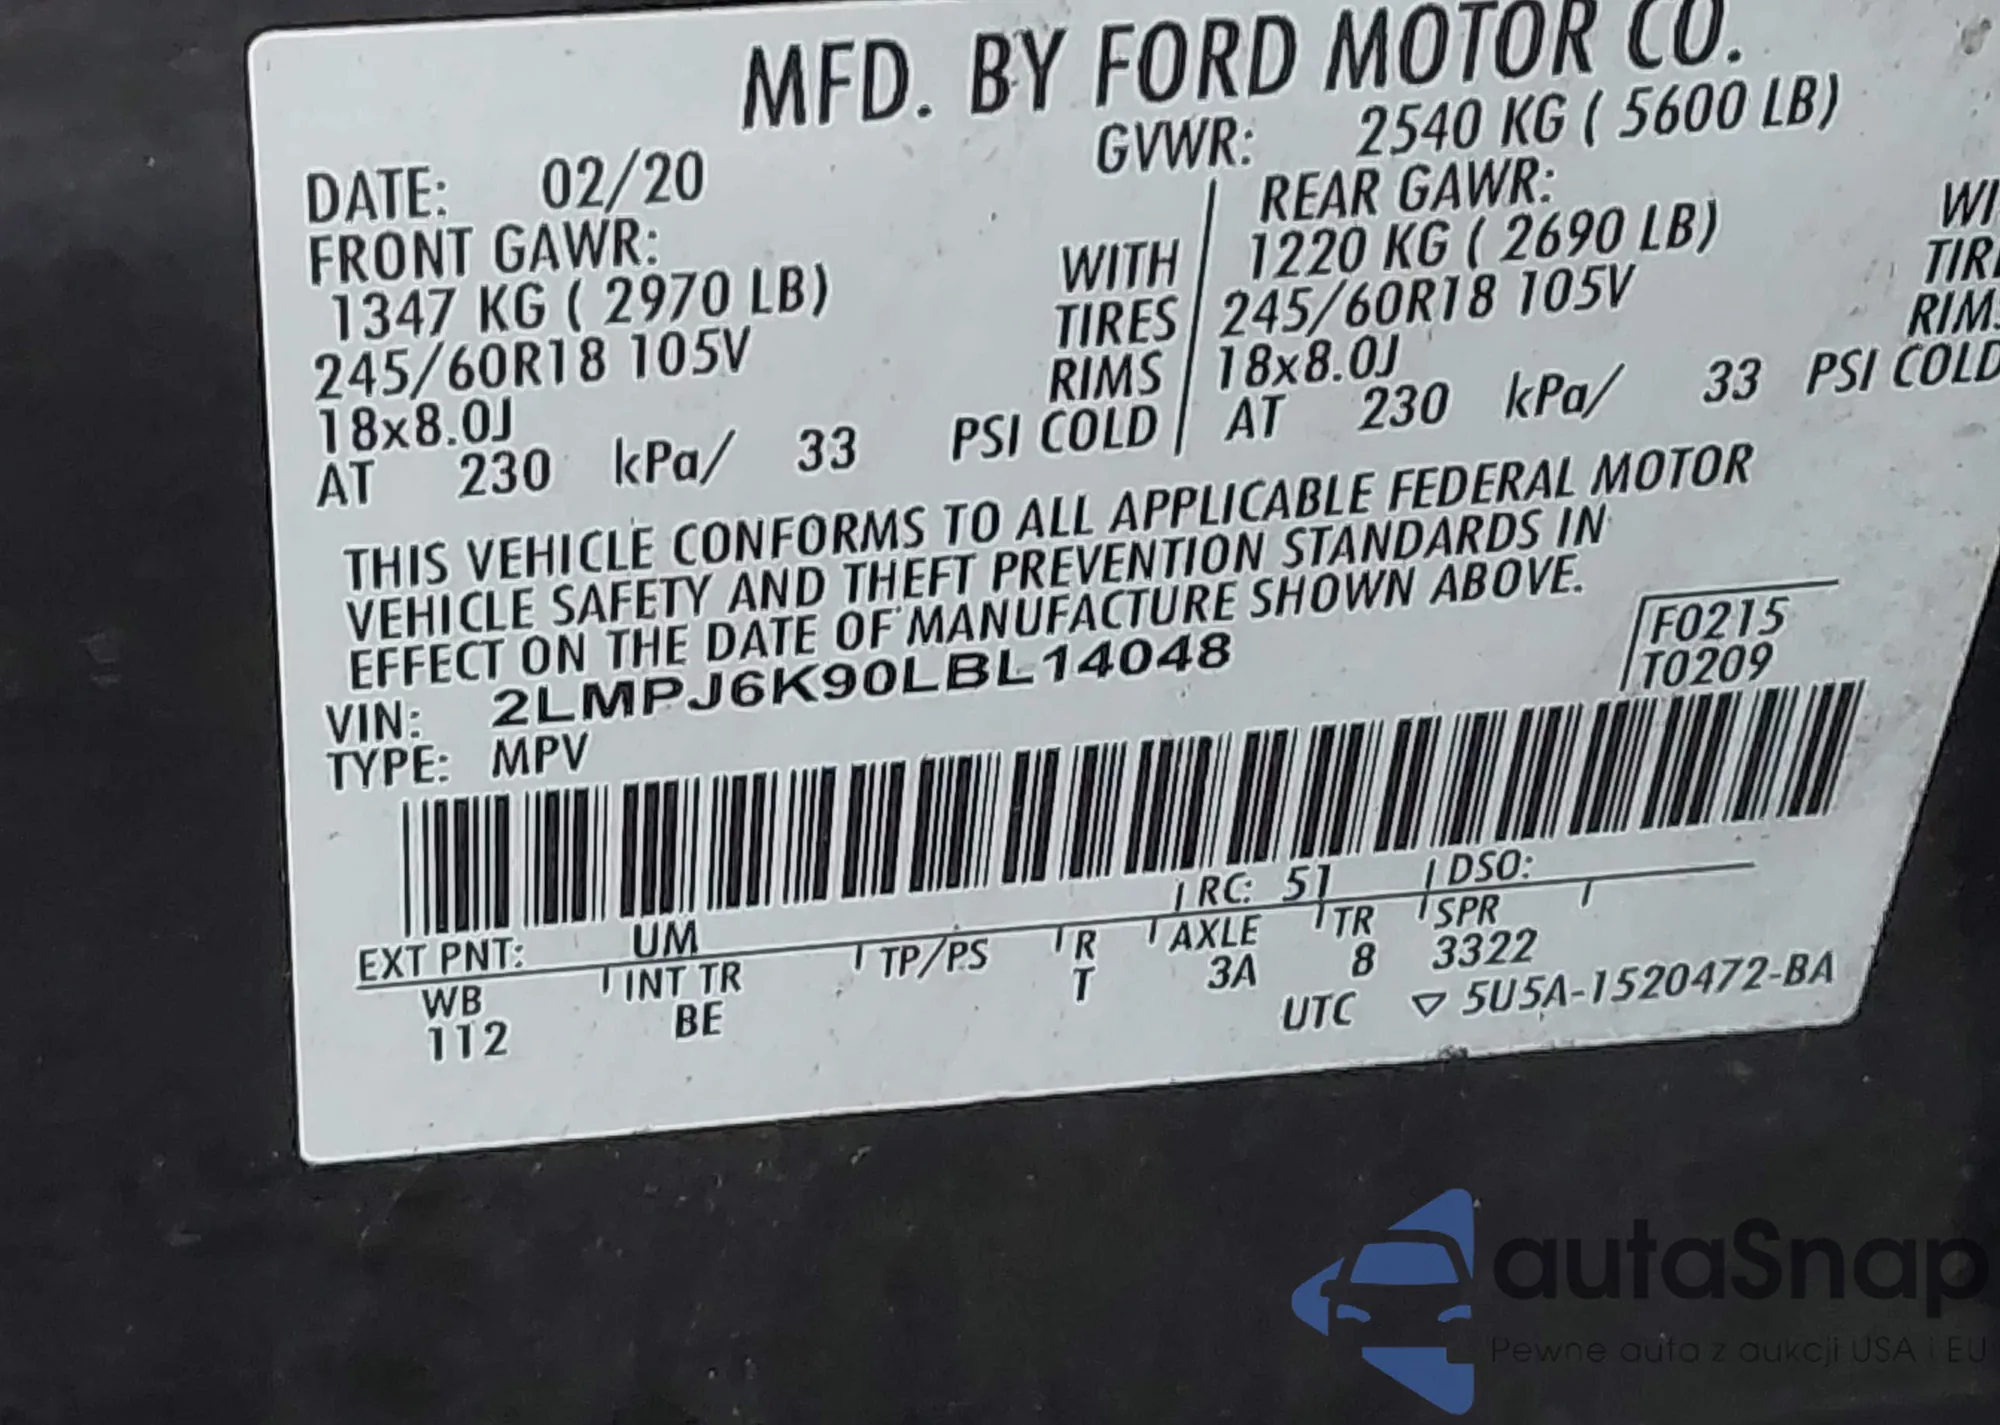 MFD. BY FORD MOTOR CO.
DATE: 02/20 GVWR: 2540 KG ( 5600 LB)
FRONT GAWR: REAR GAWR:
1347 KG ( 2970 LB) WITH 1220 KG ( 2690 LB) WI
245/60R18 105V TIRES 245/60R18 105V TIR
18x8.0J RIMS 18x8.0J RIMS
AT 230 kPa/ 33 PSI COLD AT 230 kPa/ 33 PSI COLD
THIS VEHICLE CONFORMS TO ALL APPLICABLE FEDERAL MOTOR
VEHICLE SAFETY AND THEFT PREVENTION STANDARDS IN
EFFECT ON THE DATE OF MANUFACTURE SHOWN ABOVE.
VIN: 2LMPJ6K90LBL14048 F0215
TYPE: MPV T0209
EXT PNT: UM RC: 51 DSO:
WB INT TR TP/PS R AXLE TR SPR
112 BE T 3A 8 3322
UTC ▽ 5U5A-1520472-BA
autaSnap
Pewne auta z aukcji USA i EU